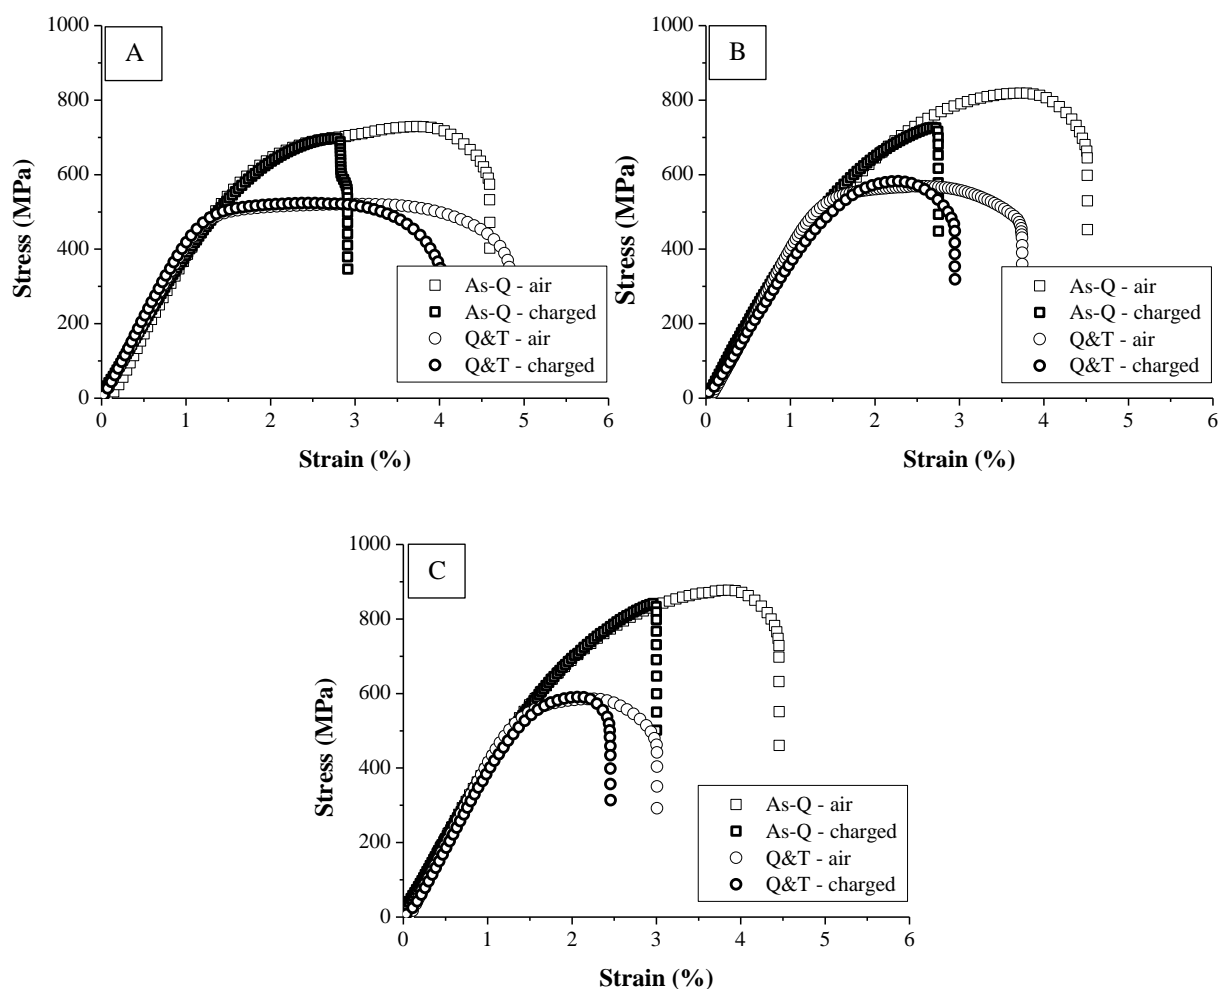 A
1000
800
600
400
200
0
Stress (MPa)
0 1 2 3 4 5 6
Strain (%)
As-Q - air
As-Q - charged
Q&T - air
Q&T - charged
B
1000
800
600
400
200
0
Stress (MPa)
0 1 2 3 4 5 6
Strain (%)
As-Q - air
As-Q - charged
Q&T - air
Q&T - charged
C
1000
800
600
400
200
0
Stress (MPa)
0 1 2 3 4 5 6
Strain (%)
As-Q - air
As-Q - charged
Q&T - air
Q&T - charged